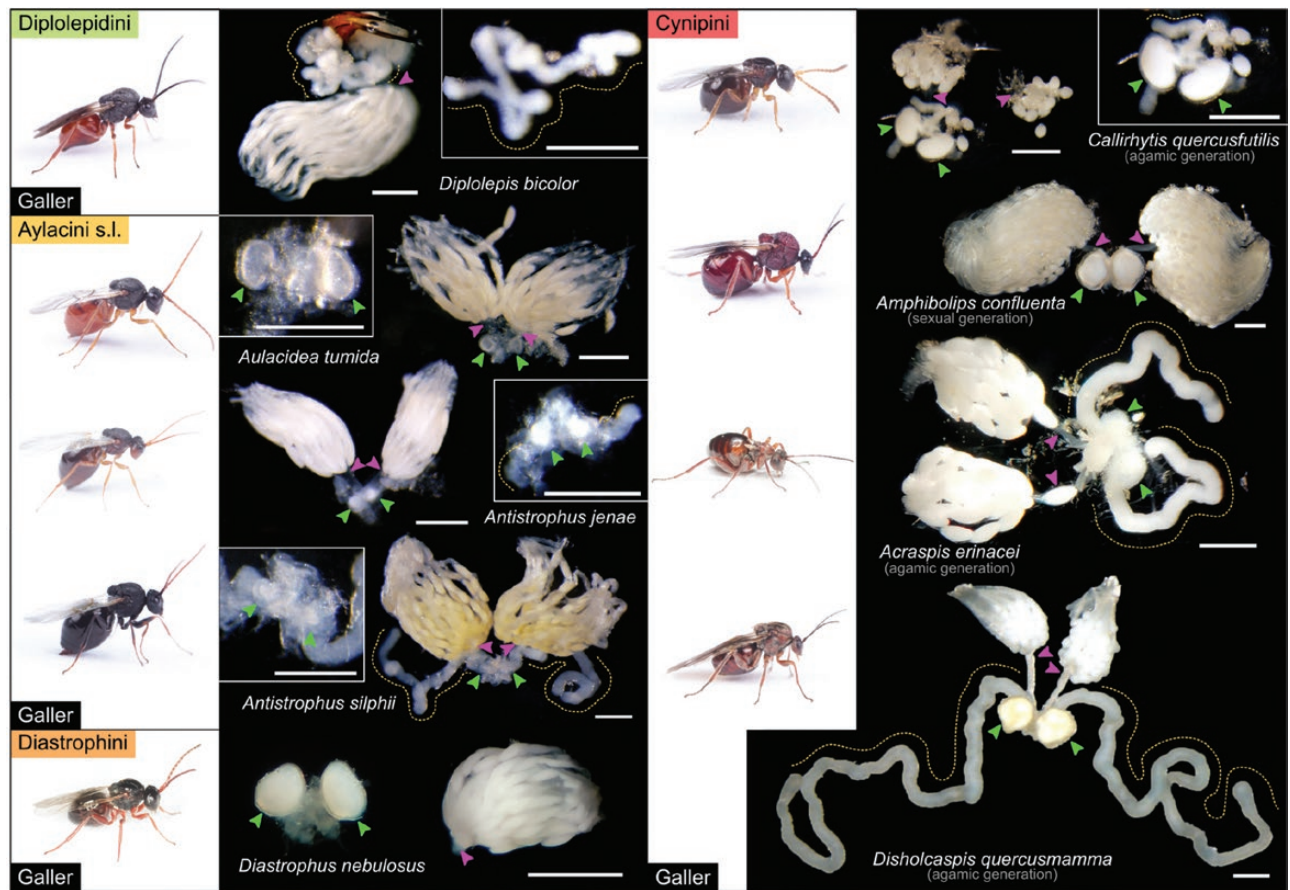 Diplolepidini
Galler
Diplolepis bicolor
Aylacini s.l.
Aulacidea tumida
Antistrophus jenae
Antistrophus silphii
Galler
Diastrophini
Galler
Diastrophus nebulosus
Cynipini
Callirhytis quercusfutilis
(agamic generation)
Amphibolips confluenta
(sexual generation)
Acraspis erinacei
(agamic generation)
Disholcaspis quercusmamma
(agamic generation)
Galler